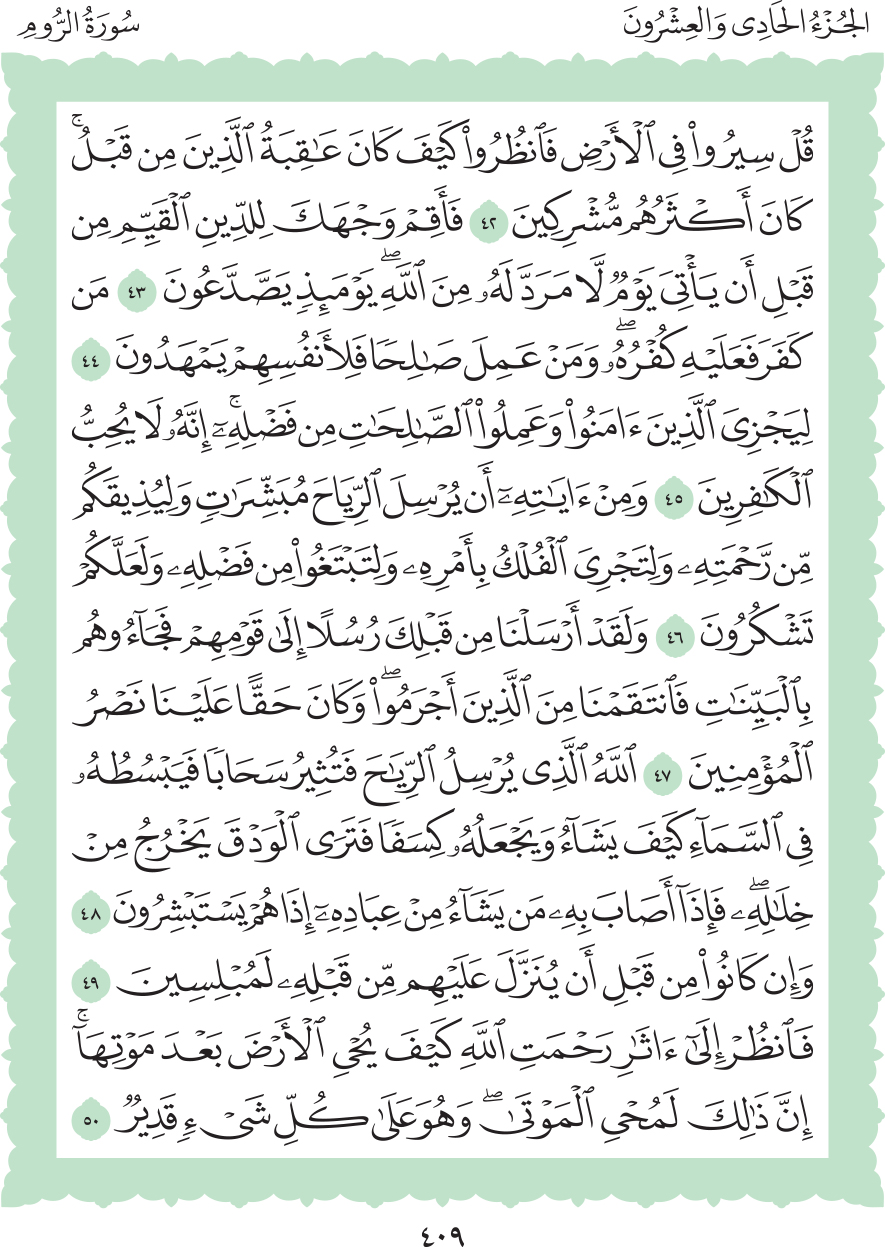 الجُزْءُ الحَادِى وَالعِشْرُونَ
سُورَةُ الرُّومِ
قُلْ سِيرُوا۟ فِى ٱلْأَرْضِ فَٱنظُرُوا۟ كَيْفَ كَانَ عَـٰقِبَةُ ٱلَّذِينَ مِن قَبْلُ ۚ
كَانَ أَكْثَرُهُم مُّشْرِكِينَ ٤٢ فَأَقِمْ وَجْهَكَ لِلدِّينِ ٱلْقَيِّمِ مِن
قَبْلِ أَن يَأْتِىَ يَوْمٌ لَّا مَرَدَّ لَهُۥ مِنَ ٱللَّهِ ۖ يَوْمَئِذٍ يَصَّدَّعُونَ ٤٣ مَن
كَفَرَ فَعَلَيْهِ كُفْرُهُۥ ۖ وَمَنْ عَمِلَ صَـٰلِحًا فَلِأَنفُسِهِمْ يَمْهَدُونَ ٤٤
لِيَجْزِىَ ٱلَّذِينَ ءَامَنُوا۟ وَعَمِلُوا۟ ٱلصَّـٰلِحَـٰتِ مِن فَضْلِهِۦٓ ۚ إِنَّهُۥ لَا يُحِبُّ
ٱلْكَـٰفِرِينَ ٤٥ وَمِنْ ءَايَـٰتِهِۦٓ أَن يُرْسِلَ ٱلرِّيَاحَ مُبَشِّرَٰتٍ وَلِيُذِيقَكُم
مِّن رَّحْمَتِهِۦ وَلِتَجْرِىَ ٱلْفُلْكُ بِأَمْرِهِۦ وَلِتَبْتَغُوا۟ مِن فَضْلِهِۦ وَلَعَلَّكُمْ
تَشْكُرُونَ ٤٦ وَلَقَدْ أَرْسَلْنَا مِن قَبْلِكَ رُسُلًا إِلَىٰ قَوْمِهِمْ فَجَآءُوهُم
بِٱلْبَيِّنَـٰتِ فَٱنتَقَمْنَا مِنَ ٱلَّذِينَ أَجْرَمُوا۟ ۖ وَكَانَ حَقًّا عَلَيْنَا نَصْرُ
ٱلْمُؤْمِنِينَ ٤٧ ٱللَّهُ ٱلَّذِى يُرْسِلُ ٱلرِّيَـٰحَ فَتُثِيرُ سَحَابًا فَيَبْسُطُهُۥ
فِى ٱلسَّمَآءِ كَيْفَ يَشَآءُ وَيَجْعَلُهُۥ كِسَفًا فَتَرَى ٱلْوَدْقَ يَخْرُجُ مِنْ
خِلَـٰلِهِۦ ۖ فَإِذَآ أَصَابَ بِهِۦ مَن يَشَآءُ مِنْ عِبَادِهِۦٓ إِذَا هُمْ يَسْتَبْشِرُونَ ٤٨
وَإِن كَانُوا۟ مِن قَبْلِ أَن يُنَزَّلَ عَلَيْهِم مِّن قَبْلِهِۦ لَمُبْلِسِينَ ٤٩
فَٱنظُرْ إِلَىٰٓ ءَاثَـٰرِ رَحْمَتِ ٱللَّهِ كَيْفَ يُحْىِ ٱلْأَرْضَ بَعْدَ مَوْتِهَآ ۚ
إِنَّ ذَٰلِكَ لَمُحْىِ ٱلْمَوْتَىٰ ۖ وَهُوَ عَلَىٰ كُلِّ شَىْءٍ قَدِيرٌ ٥٠
٤٠٩